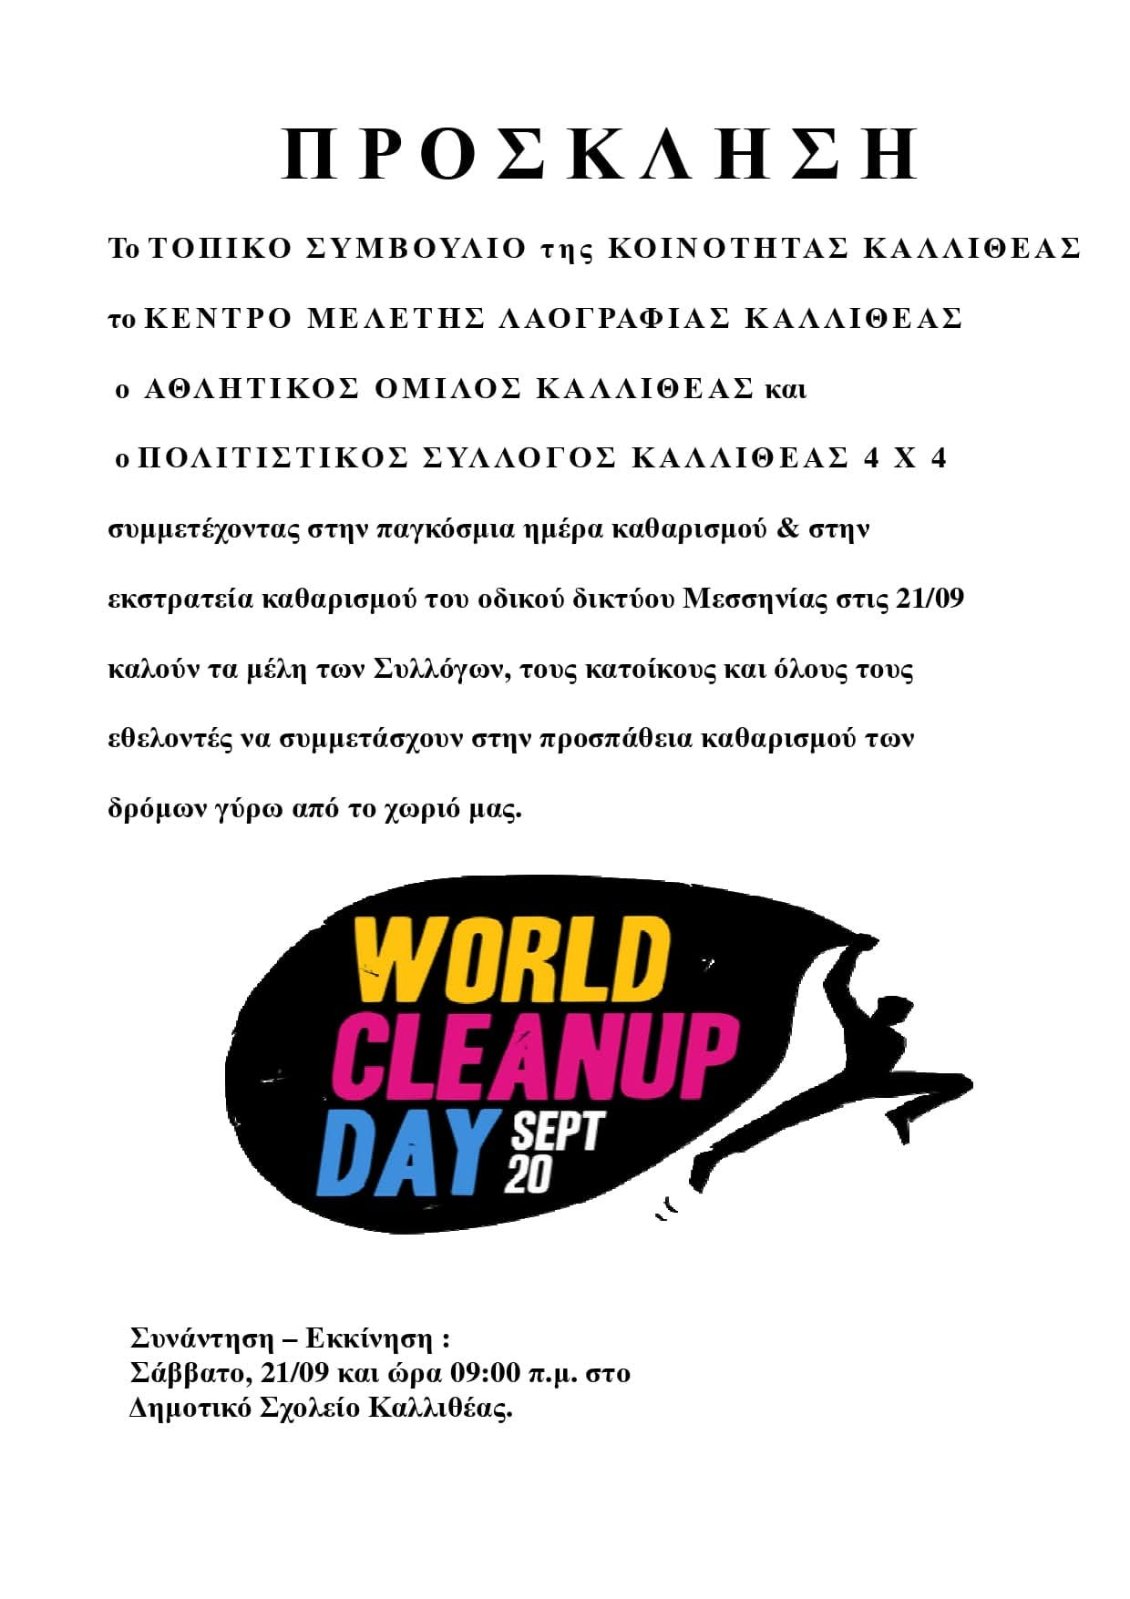 ΠΡΟΣΚΛΗΣΗ
Το ΤΟΠΙΚΟ ΣΥΜΒΟΥΛΙΟ της ΚΟΙΝΟΤΗΤΑΣ ΚΑΛΛΙΘΕΑΣ
το ΚΕΝΤΡΟ ΜΕΛΕΤΗΣ ΛΑΟΓΡΑΦΙΑΣ ΚΑΛΛΙΘΕΑΣ
ο ΑΘΛΗΤΙΚΟΣ ΟΜΙΛΟΣ ΚΑΛΛΙΘΕΑΣ και
ο ΠΟΛΙΤΙΣΤΙΚΟΣ ΣΥΛΛΟΓΟΣ ΚΑΛΛΙΘΕΑΣ 4 Χ 4
συμμετέχοντας στην παγκόσμια ημέρα καθαρισμού & στην
εκστρατεία καθαρισμού του οδικού δικτύου Μεσσηνίας στις 21/09
καλούν τα μέλη των Συλλόγων, τους κατοίκους και όλους τους
εθελοντές να συμμετάσχουν στην προσπάθεια καθαρισμού των
δρόμων γύρω από το χωριό μας.
WORLD
CLEANUP
DAY SEPT
20
Συνάντηση – Εκκίνηση :
Σάββατο, 21/09 και ώρα 09:00 π.μ. στο
Δημοτικό Σχολείο Καλλιθέας.